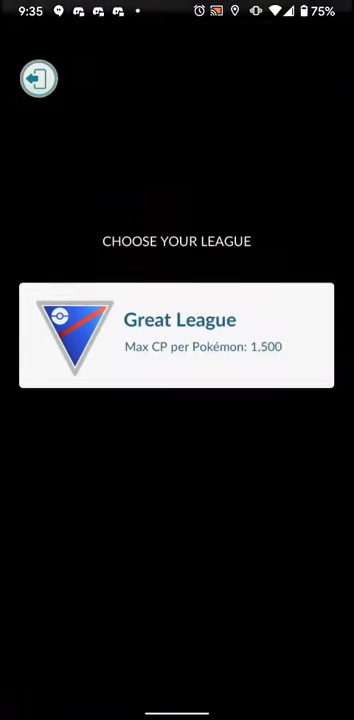 9:35
75%
CHOOSE YOUR LEAGUE
Great League
Max CP per Pokémon: 1,500